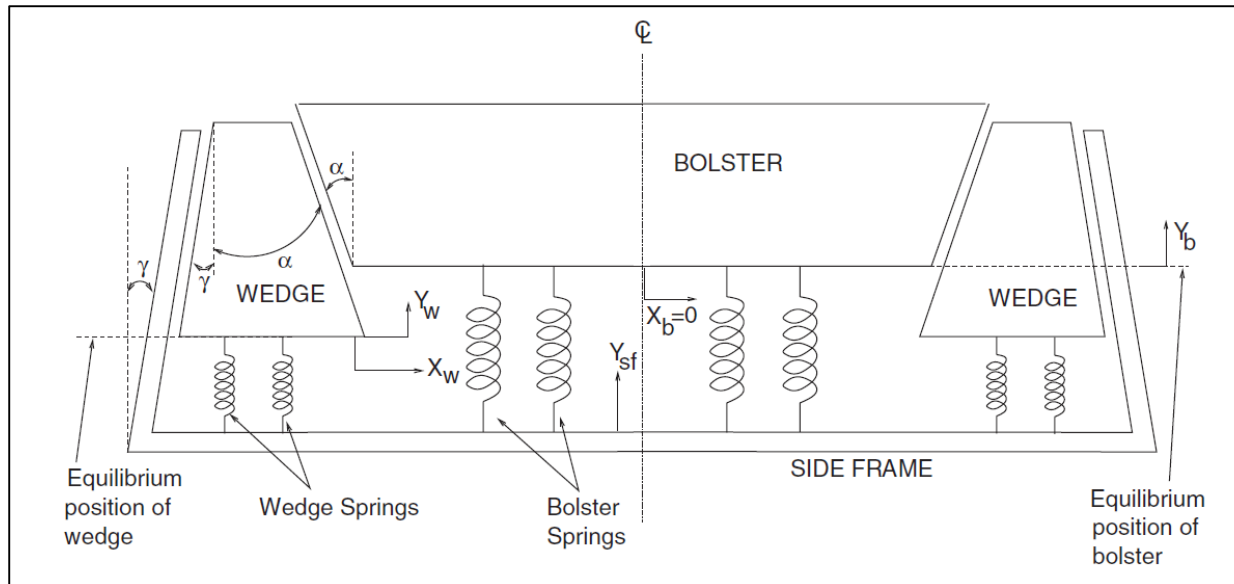 ℄
BOLSTER
α
γ
γ
α
WEDGE
WEDGE
Y_b
Y_w
X_w
X_b=0
Y_sf
SIDE FRAME
Equilibrium
position of
wedge
Wedge Springs
Bolster
Springs
Equilibrium
position of
bolster